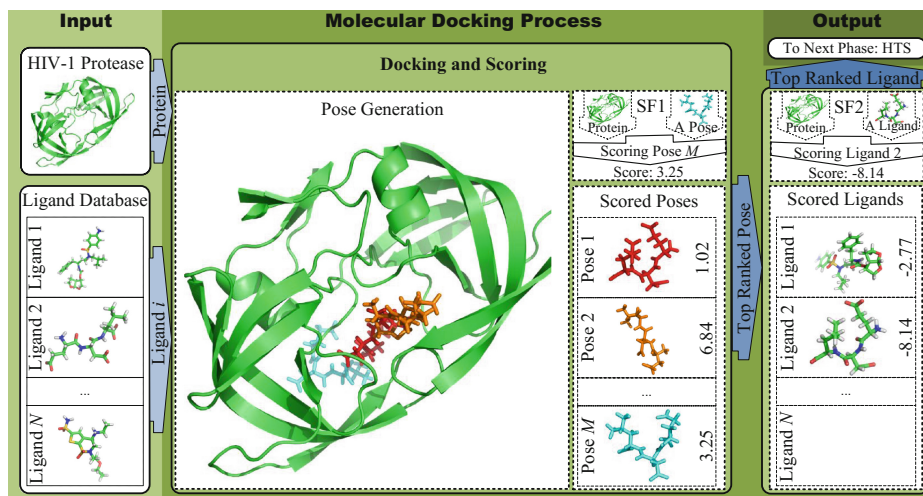 Input
Molecular Docking Process
Output
HIV-1 Protease
Protein
Ligand Database
Ligand 1
Ligand 2
...
Ligand N
Ligand i
Docking and Scoring
Pose Generation
SF1
Protein
A Pose
Scoring Pose M
Score: 3.25
Scored Poses
Pose 1
1.02
Pose 2
6.84
...
Pose M
3.25
Top Ranked Pose
To Next Phase: HTS
Top Ranked Ligand
SF2
Protein
A Ligand
Scoring Ligand 2
Score: -8.14
Scored Ligands
Ligand 1
-2.77
Ligand 2
-8.14
...
Ligand N